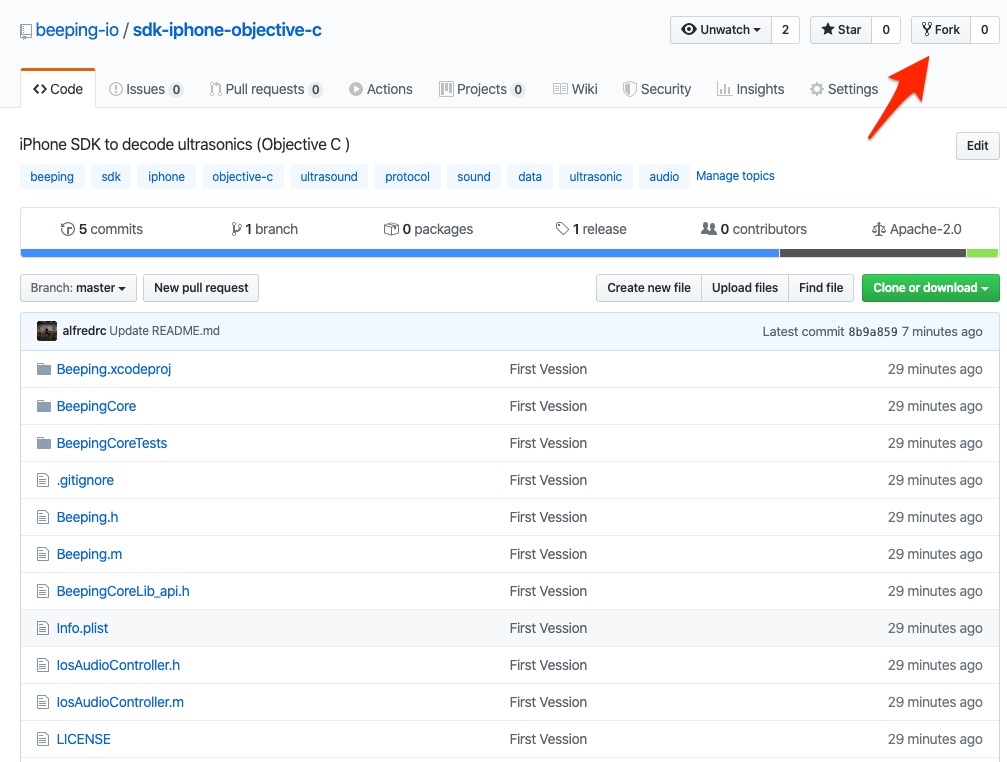 beeping-io / sdk-iphone-objective-c Unwatch 2 Star 0 Fork 0
Code Issues 0 Pull requests 0 Actions Projects 0 Wiki Security Insights Settings
iPhone SDK to decode ultrasonics (Objective C ) Edit
beeping sdk iphone objective-c ultrasound protocol sound data ultrasonic audio Manage topics
5 commits 1 branch 0 packages 1 release 0 contributors Apache-2.0
Branch: master New pull request Create new file Upload files Find file Clone or download
alfredrc Update README.md Latest commit 8b9a859 7 minutes ago
Beeping.xcodeproj First Vession 29 minutes ago
BeepingCore First Vession 29 minutes ago
BeepingCoreTests First Vession 29 minutes ago
.gitignore First Vession 29 minutes ago
Beeping.h First Vession 29 minutes ago
Beeping.m First Vession 29 minutes ago
BeepingCoreLib_api.h First Vession 29 minutes ago
Info.plist First Vession 29 minutes ago
IosAudioController.h First Vession 29 minutes ago
IosAudioController.m First Vession 29 minutes ago
LICENSE First Vession 29 minutes ago